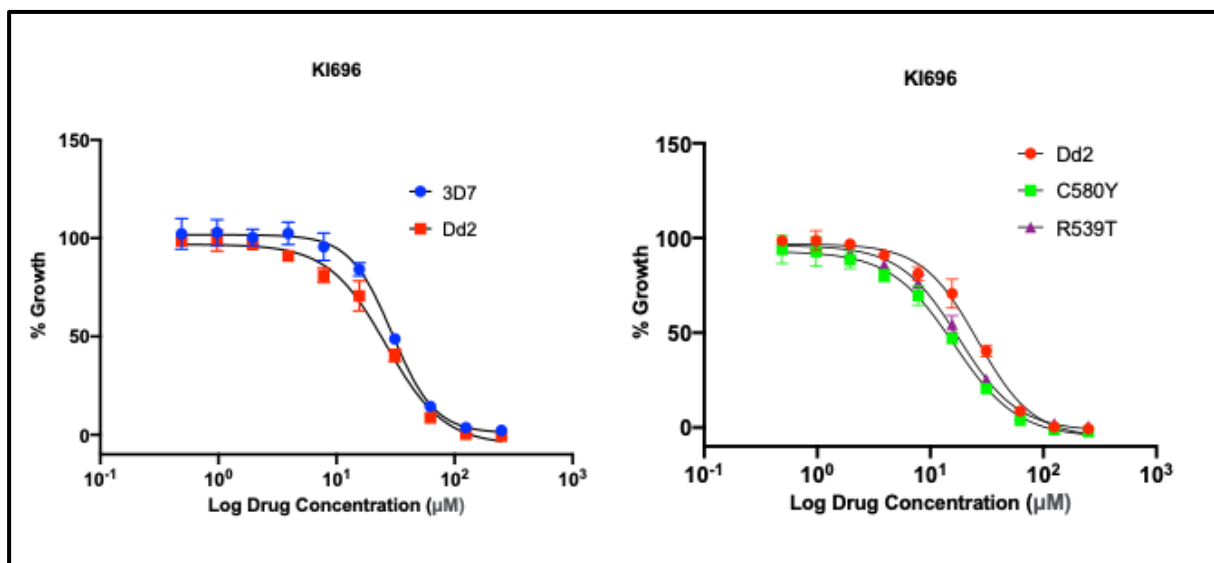 KI696
150
100
50
0
% Growth
3D7
Dd2
10-1
100
101
102
103
Log Drug Concentration (µM)
KI696
150
100
50
0
% Growth
Dd2
C580Y
R539T
10-1
100
101
102
103
Log Drug Concentration (µM)